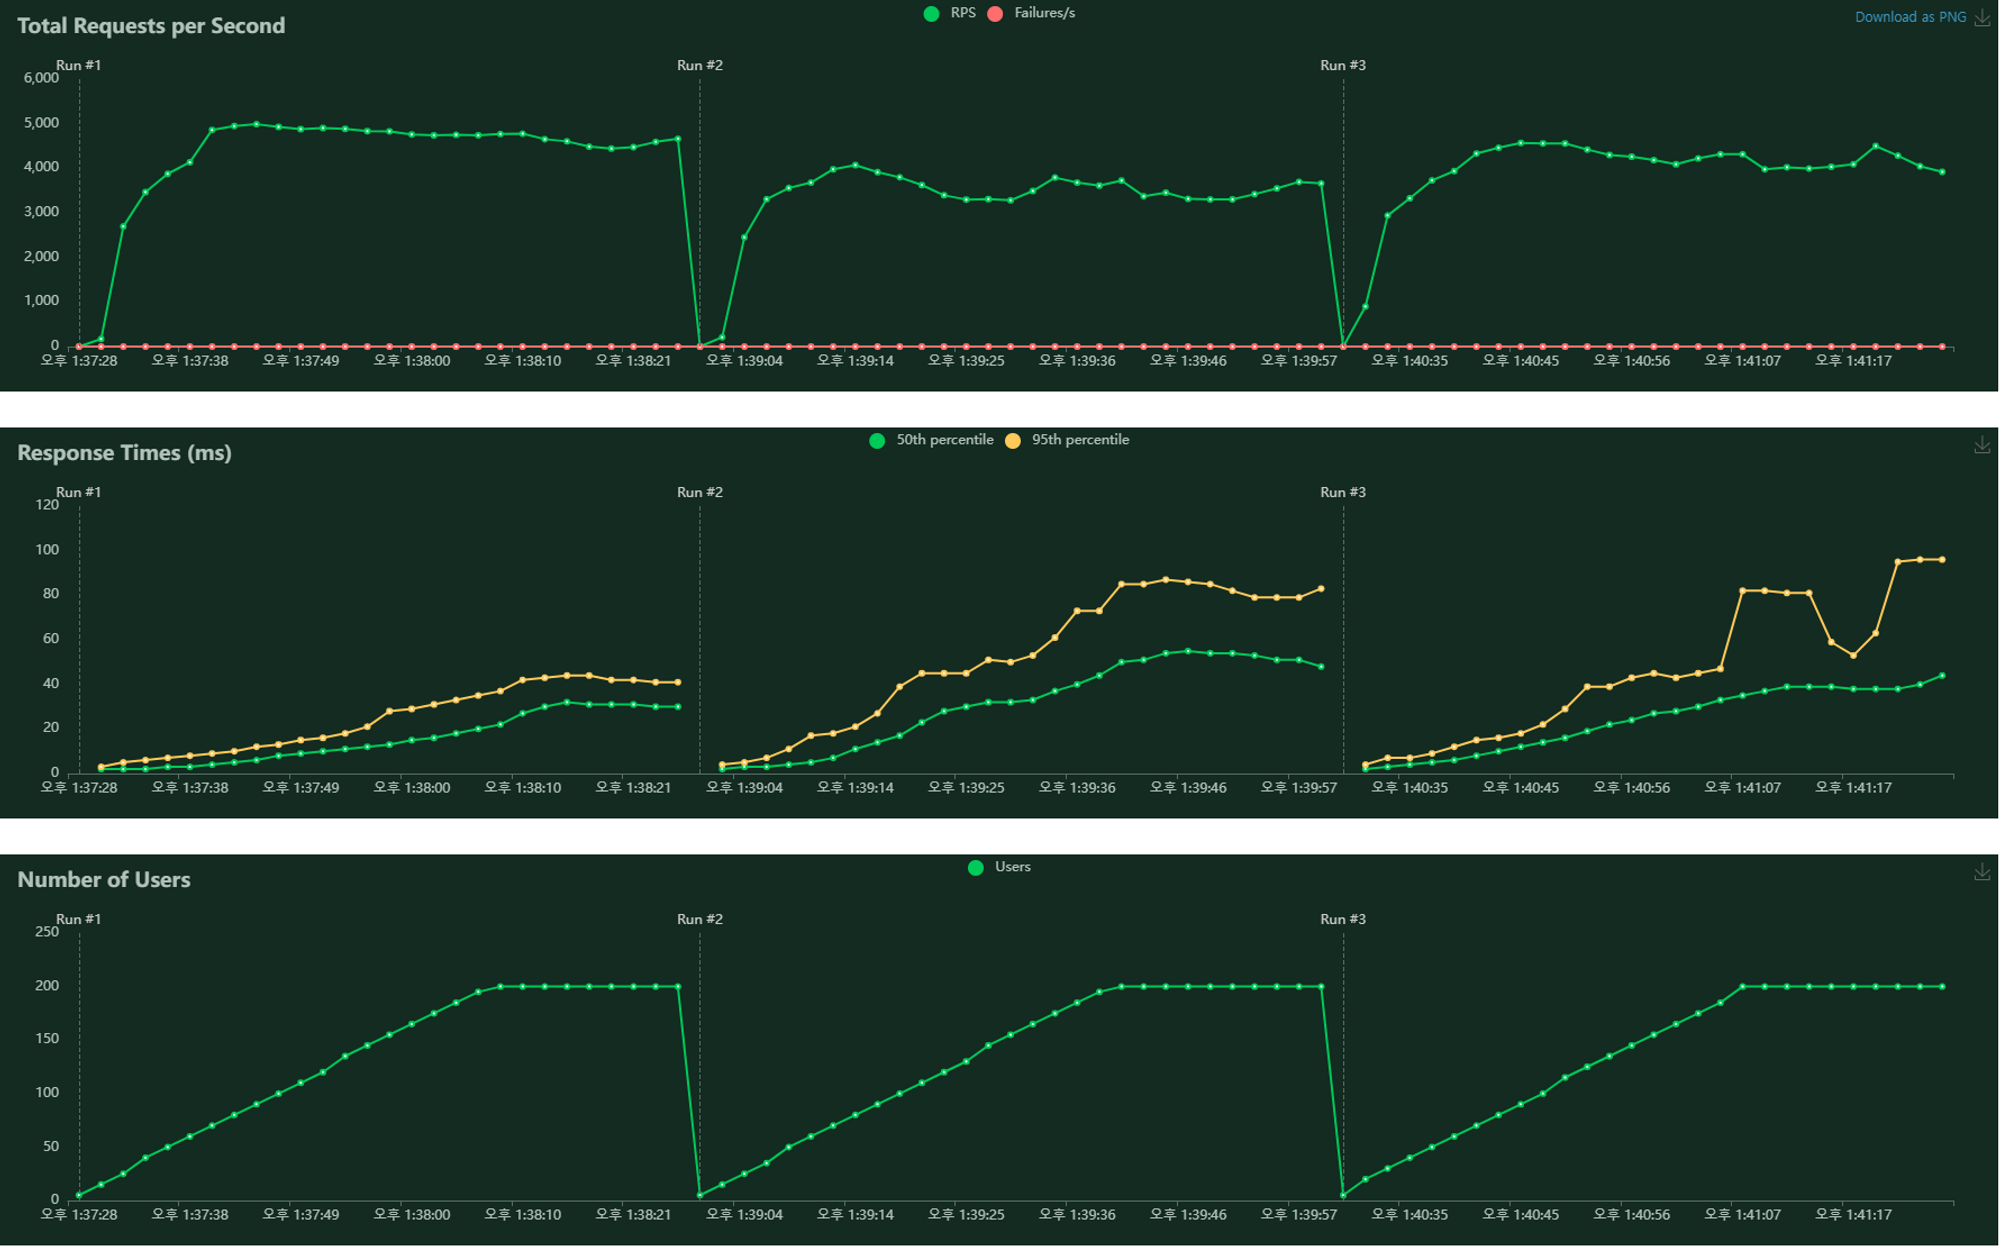 Total Requests per Second
RPS Failures/s
Download as PNG
Run #1 Run #2 Run #3
6,000
5,000
4,000
3,000
2,000
1,000
0
오후 1:37:28 오후 1:37:38 오후 1:37:49 오후 1:38:00 오후 1:38:10 오후 1:38:21 오후 1:39:04 오후 1:39:14 오후 1:39:25 오후 1:39:36 오후 1:39:46 오후 1:39:57 오후 1:40:35 오후 1:40:45 오후 1:40:56 오후 1:41:07 오후 1:41:17
Response Times (ms)
50th percentile 95th percentile
Run #1 Run #2 Run #3
120
100
80
60
40
20
0
오후 1:37:28 오후 1:37:38 오후 1:37:49 오후 1:38:00 오후 1:38:10 오후 1:38:21 오후 1:39:04 오후 1:39:14 오후 1:39:25 오후 1:39:36 오후 1:39:46 오후 1:39:57 오후 1:40:35 오후 1:40:45 오후 1:40:56 오후 1:41:07 오후 1:41:17
Number of Users
Users
Run #1 Run #2 Run #3
250
200
150
100
50
0
오후 1:37:28 오후 1:37:38 오후 1:37:49 오후 1:38:00 오후 1:38:10 오후 1:38:21 오후 1:39:04 오후 1:39:14 오후 1:39:25 오후 1:39:36 오후 1:39:46 오후 1:39:57 오후 1:40:35 오후 1:40:45 오후 1:40:56 오후 1:41:07 오후 1:41:17